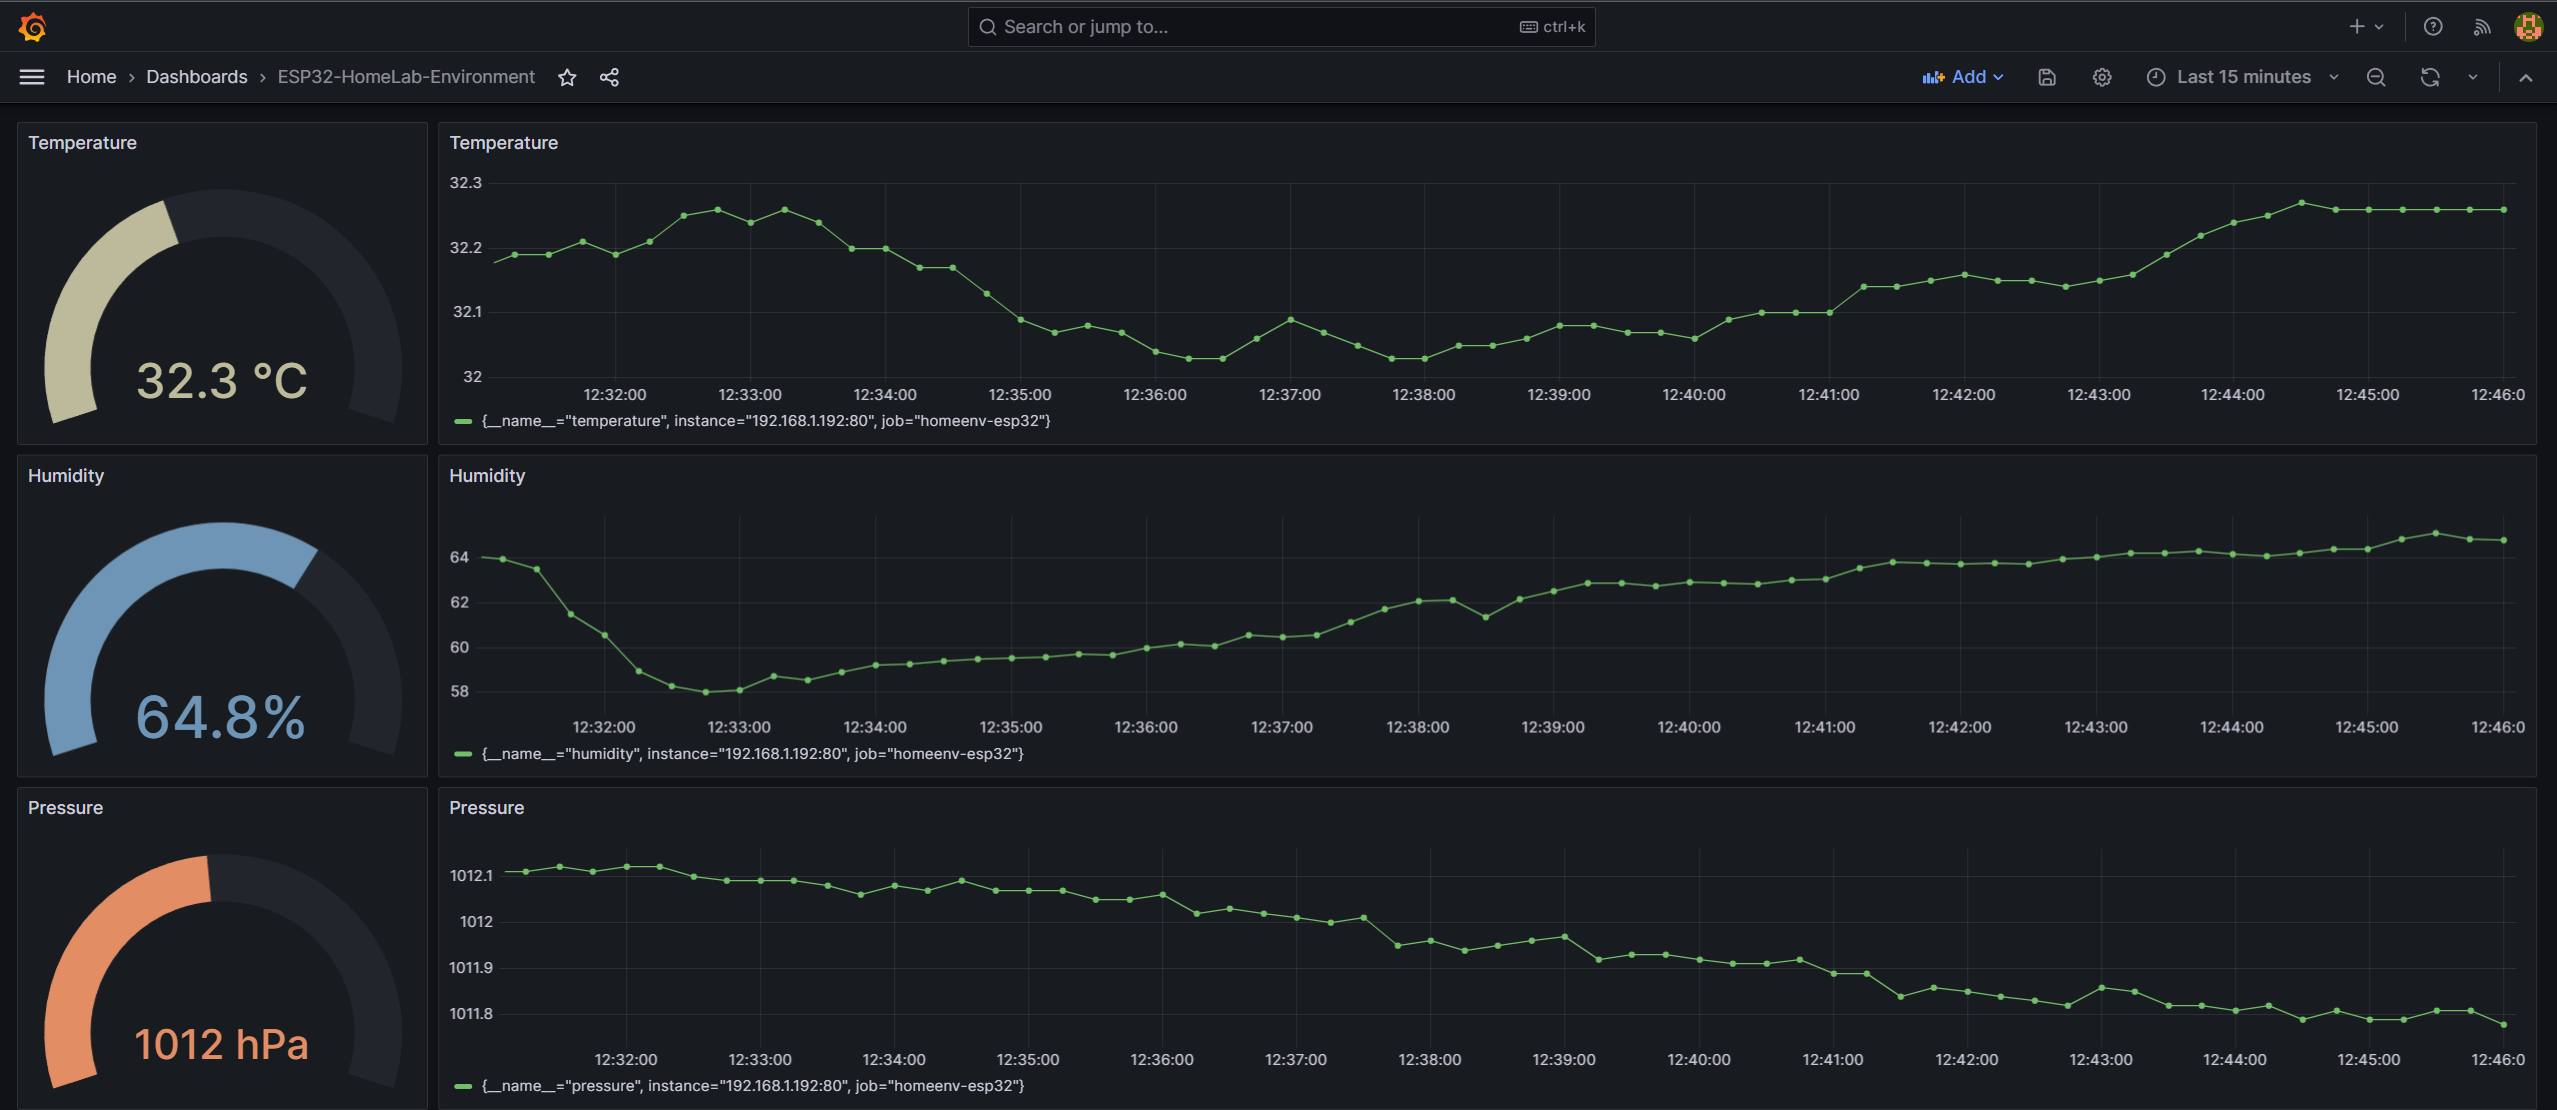 Search or jump to... ctrl+k
Home › Dashboards › ESP32-HomeLab-Environment Add Last 15 minutes
Temperature
32.3 °C
Temperature
32.3
32.2
32.1
32
12:32:00 12:33:00 12:34:00 12:35:00 12:36:00 12:37:00 12:38:00 12:39:00 12:40:00 12:41:00 12:42:00 12:43:00 12:44:00 12:45:00 12:46:0
{__name__="temperature", instance="192.168.1.192:80", job="homeenv-esp32"}
Humidity
64.8%
Humidity
64
62
60
58
12:32:00 12:33:00 12:34:00 12:35:00 12:36:00 12:37:00 12:38:00 12:39:00 12:40:00 12:41:00 12:42:00 12:43:00 12:44:00 12:45:00 12:46:0
{__name__="humidity", instance="192.168.1.192:80", job="homeenv-esp32"}
Pressure
1012 hPa
Pressure
1012.1
1012
1011.9
1011.8
12:32:00 12:33:00 12:34:00 12:35:00 12:36:00 12:37:00 12:38:00 12:39:00 12:40:00 12:41:00 12:42:00 12:43:00 12:44:00 12:45:00 12:46:0
{__name__="pressure", instance="192.168.1.192:80", job="homeenv-esp32"}